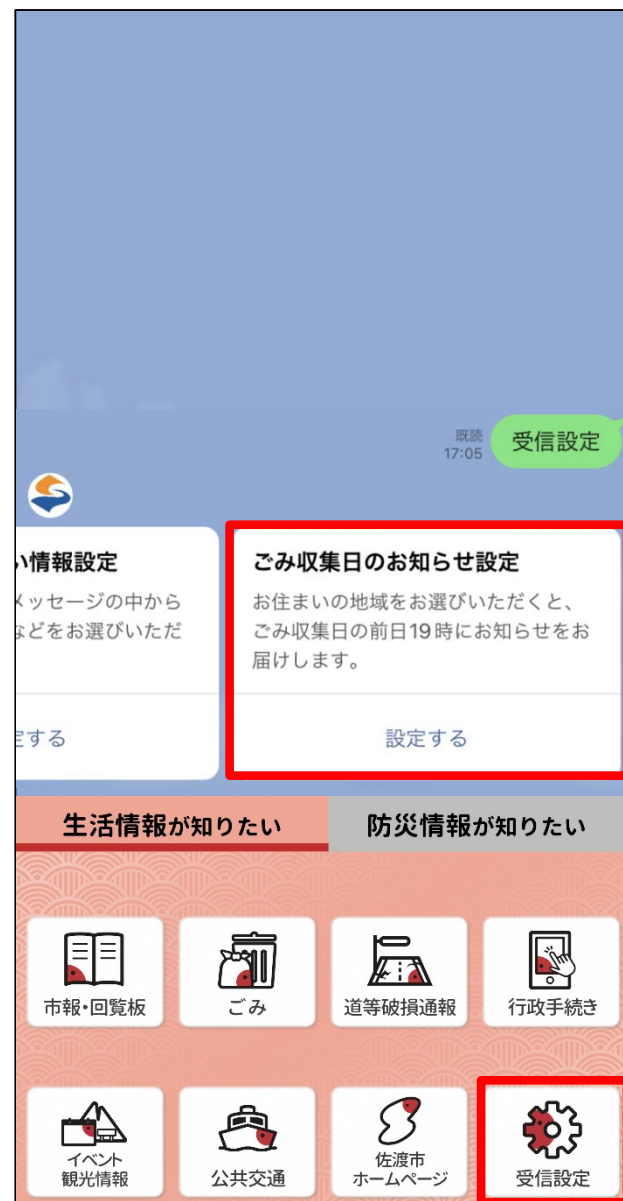 既読
17:05
受信設定
い情報設定
メッセージの中から
などをお選びいただ
定する
ごみ収集日のお知らせ設定
お住まいの地域をお選びいただくと、
ごみ収集日の前日19時にお知らせをお
届けします。
設定する
生活情報が知りたい
防災情報が知りたい
市報・回覧板
ごみ
道等破損通報
行政手続き
イベント
観光情報
公共交通
佐渡市
ホームページ
受信設定